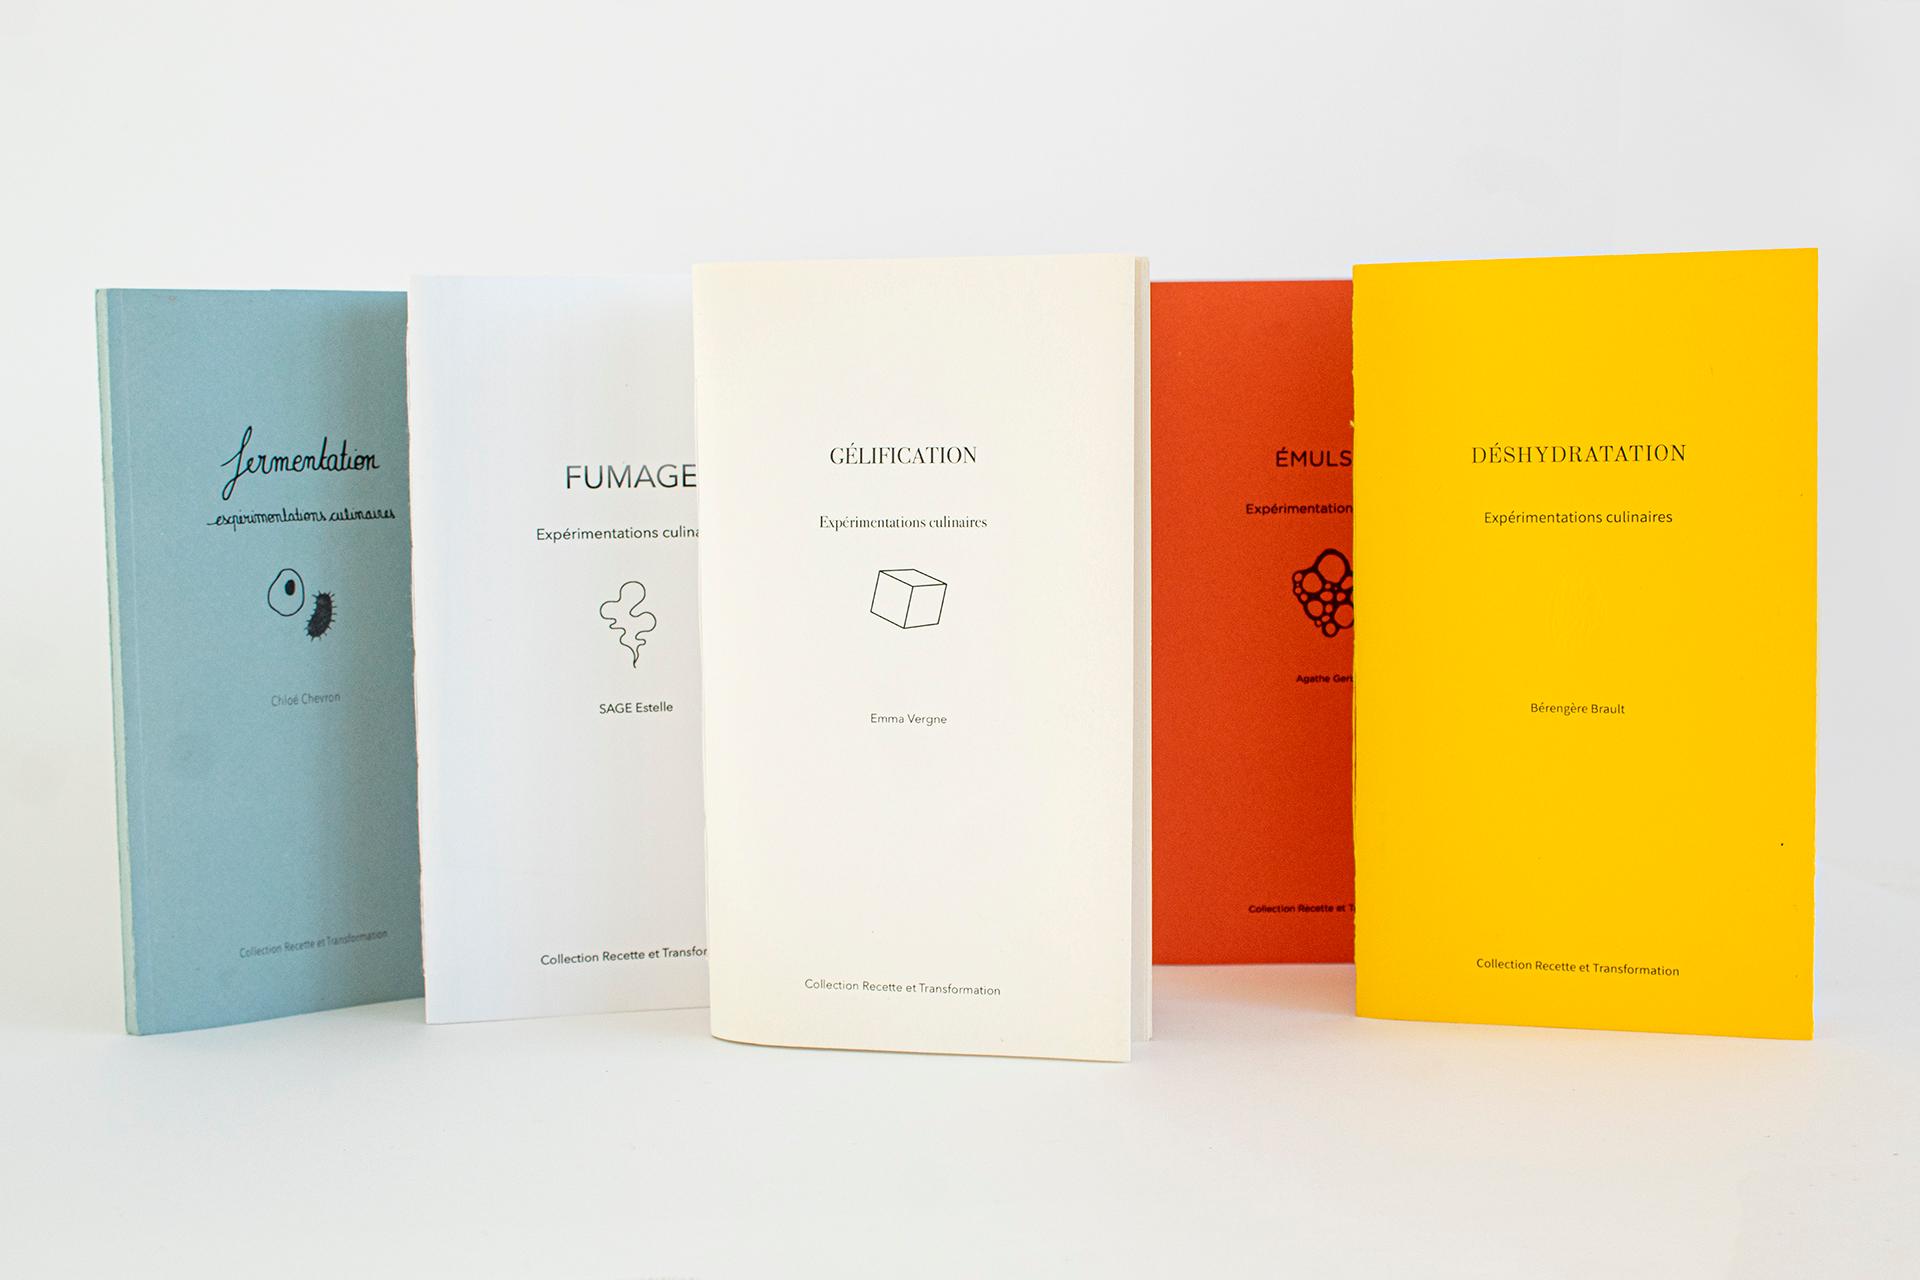 fermentation
expérimentations culinaires
Chloé Chevron
Collection Recette et Transformation
FUMAGE
Expérimentations culina
SAGE Estelle
Collection Recette et Transfor
GÉLIFICATION
Expérimentations culinaires
Emma Vergne
Collection Recette et Transformation
ÉMULS
Expérimentation
Agathe
Collection Recette et T
DÉSHYDRATATION
Expérimentations culinaires
Bérengère Brault
Collection Recette et Transformation